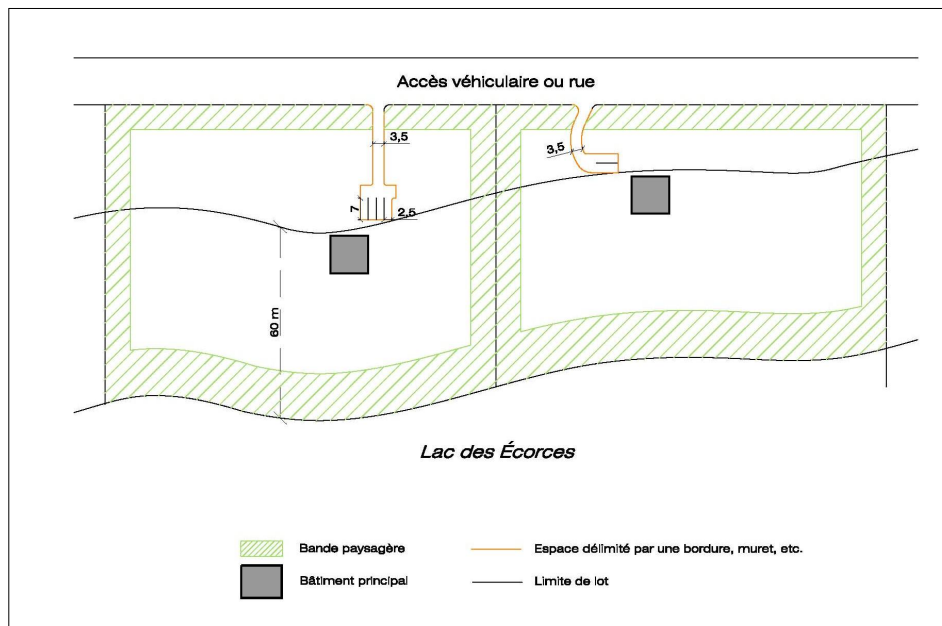 Accès véhiculaire ou rue
3,5
3,5
7
2,5
60 m
Lac des Écorces
Bande paysagère
Espace délimité par une bordure, muret, etc.
Bâtiment principal
Limite de lot